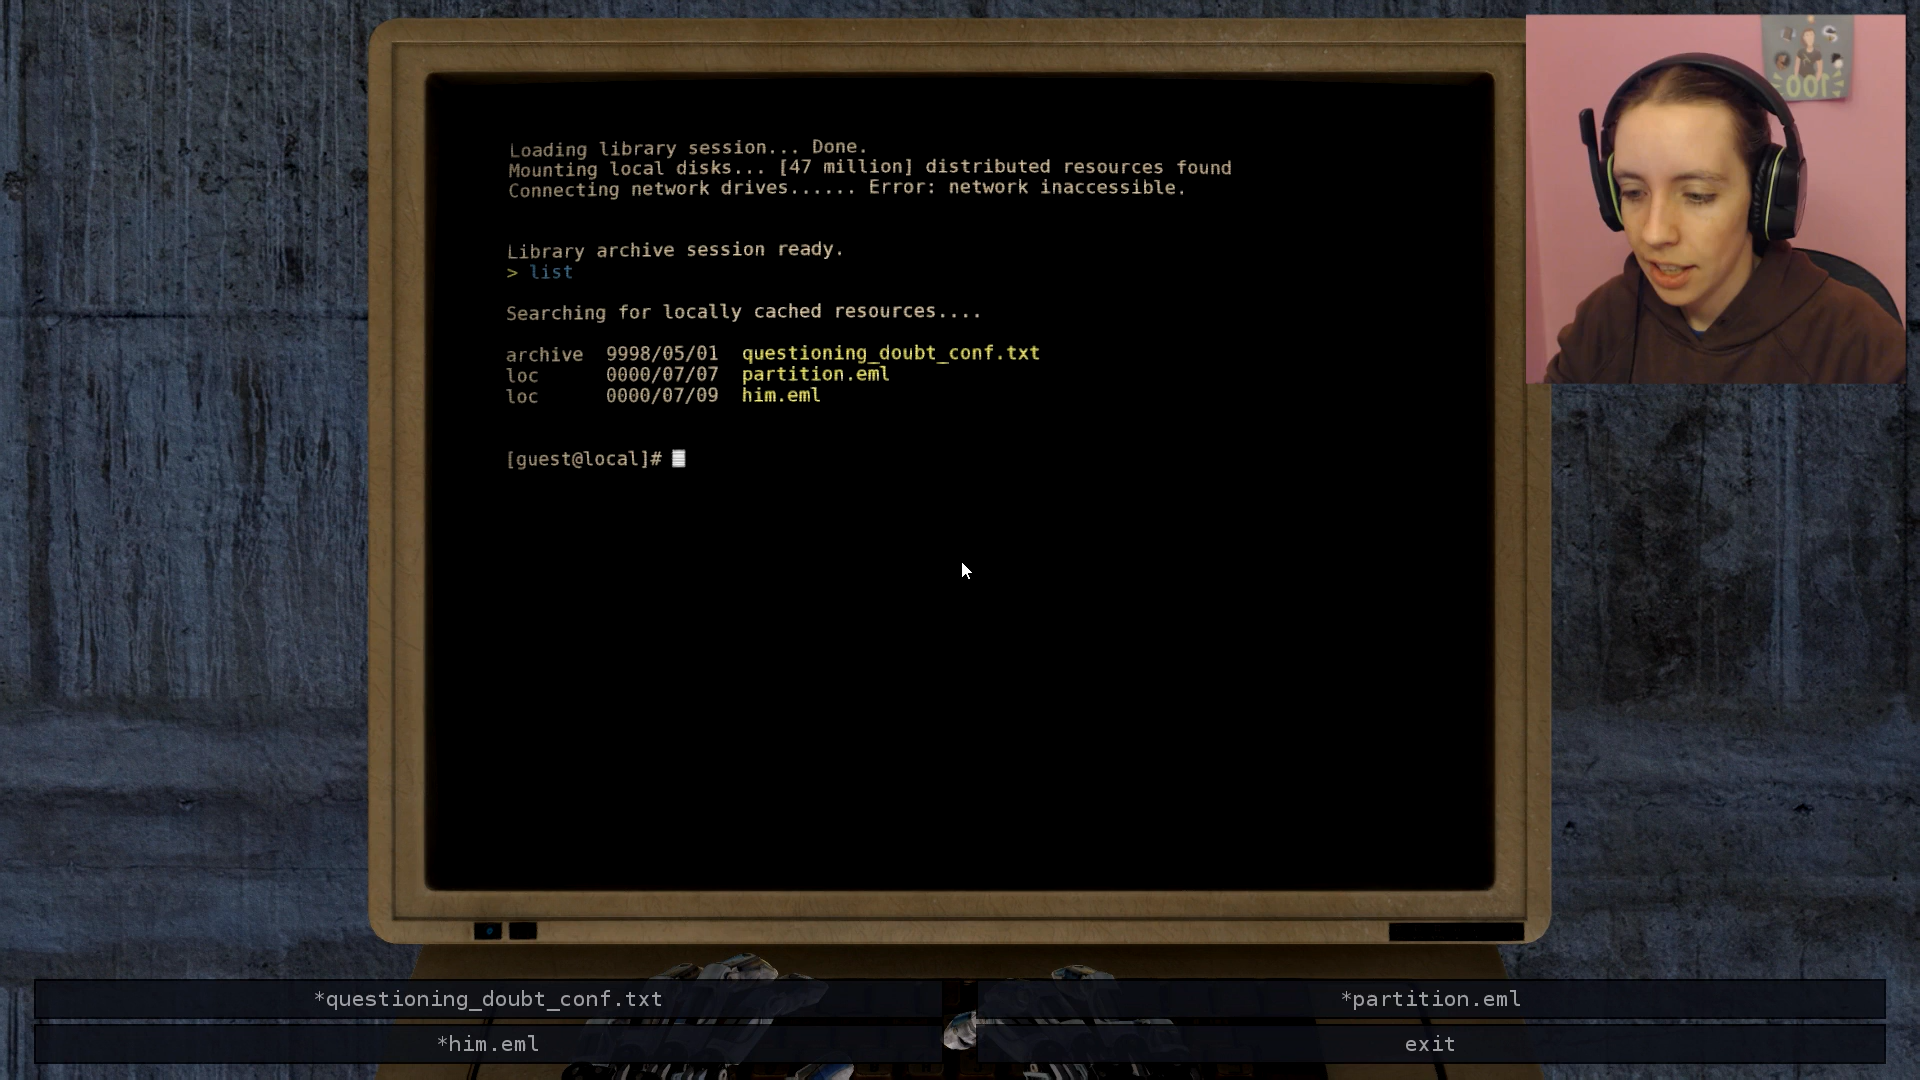 Loading library session... Done.
Mounting local disks... [47 million] distributed resources found
Connecting network drives...... Error: network inaccessible.
Library archive session ready.
> list
Searching for locally cached resources....
archive 9998/05/01 questioning_doubt_conf.txt
loc 0000/07/07 partition.eml
loc 0000/07/09 him.eml
[guest@local]#
*questioning_doubt_conf.txt
*partition.eml
*him.eml
exit